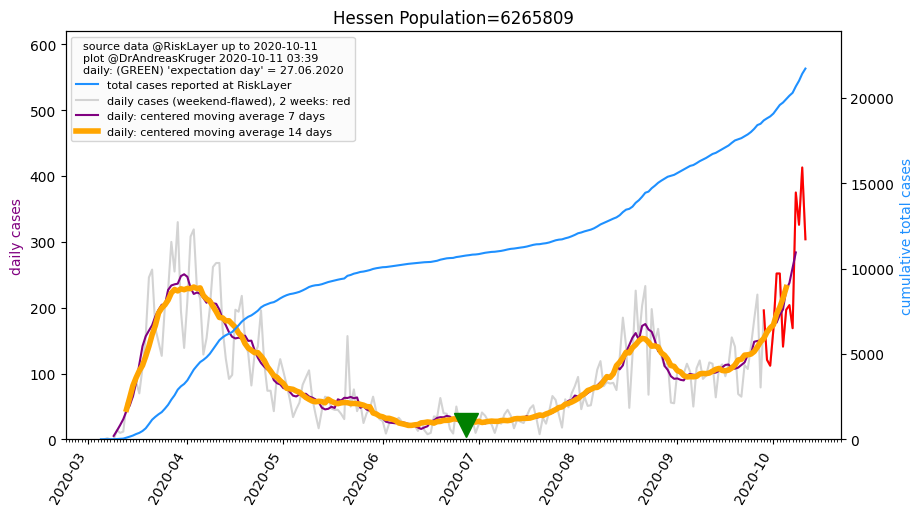 Hessen Population=6265809
source data @RiskLayer up to 2020-10-11
plot @DrAndreasKruger 2020-10-11 03:39
daily: (GREEN) 'expectation day' = 27.06.2020
total cases reported at RiskLayer
daily cases (weekend-flawed), 2 weeks: red
daily: centered moving average 7 days
daily: centered moving average 14 days
daily cases
600
500
400
300
200
100
0
cumulative total cases
20000
15000
10000
5000
0
2020-03
2020-04
2020-05
2020-06
2020-07
2020-08
2020-09
2020-10